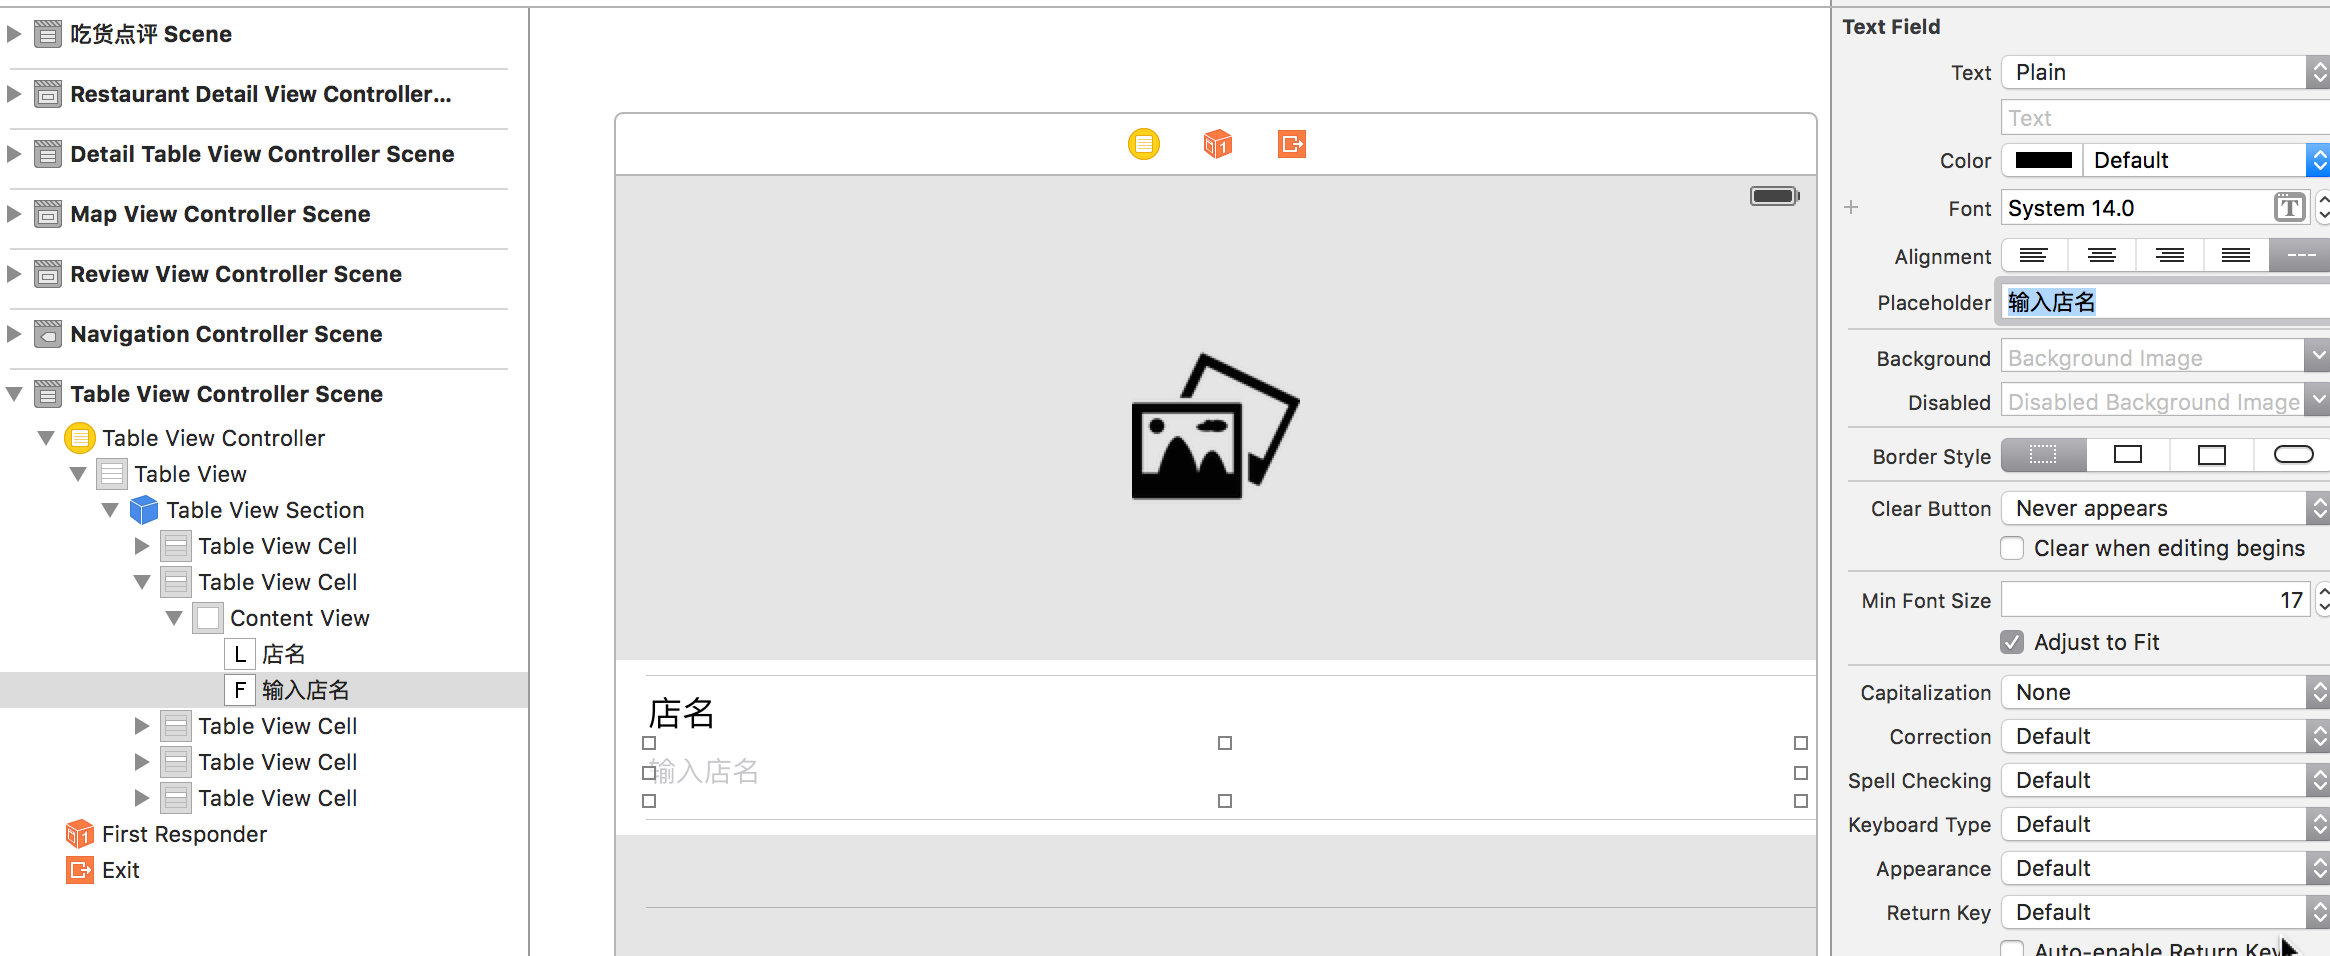 吃货点评 Scene
Restaurant Detail View Controller...
Detail Table View Controller Scene
Map View Controller Scene
Review View Controller Scene
Navigation Controller Scene
Table View Controller Scene
Table View Controller
Table View
Table View Section
Table View Cell
Table View Cell
Content View
L 店名
F 输入店名
Table View Cell
Table View Cell
Table View Cell
First Responder
Exit
店名
输入店名
Text Field
Text Plain
Text
Color Default
Font System 14.0
Alignment
Placeholder 输入店名
Background Background Image
Disabled Disabled Background Image
Border Style
Clear Button Never appears
Clear when editing begins
Min Font Size 17
Adjust to Fit
Capitalization None
Correction Default
Spell Checking Default
Keyboard Type Default
Appearance Default
Return Key Default
Auto-enable Return Key